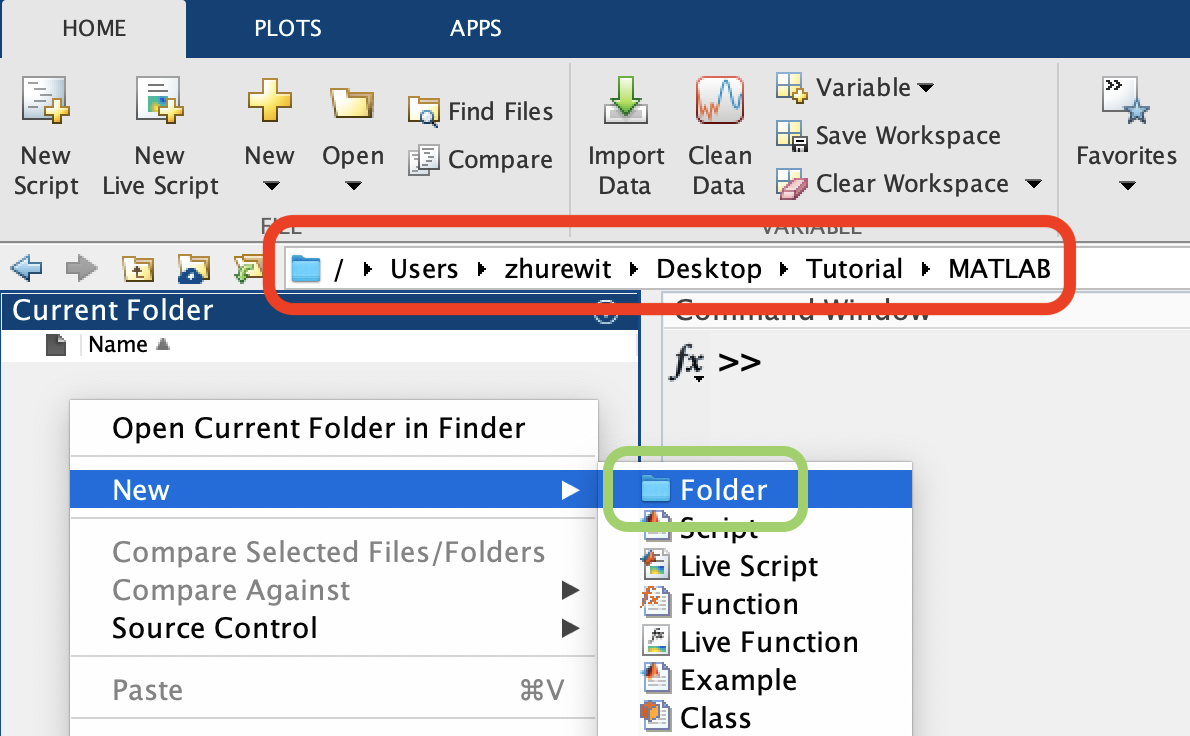 HOME PLOTS APPS
New Script
New Live Script
New
Open
Find Files
Compare
FILE
Import Data
Clean Data
Variable
Save Workspace
Clear Workspace
VARIABLE
Favorites
/ Users zhurewit Desktop Tutorial MATLAB
Current Folder
Name
Command Window
fx >>
Open Current Folder in Finder
New
Compare Selected Files/Folders
Compare Against
Source Control
Paste ⌘V
Folder
Script
Live Script
Function
Live Function
Example
Class